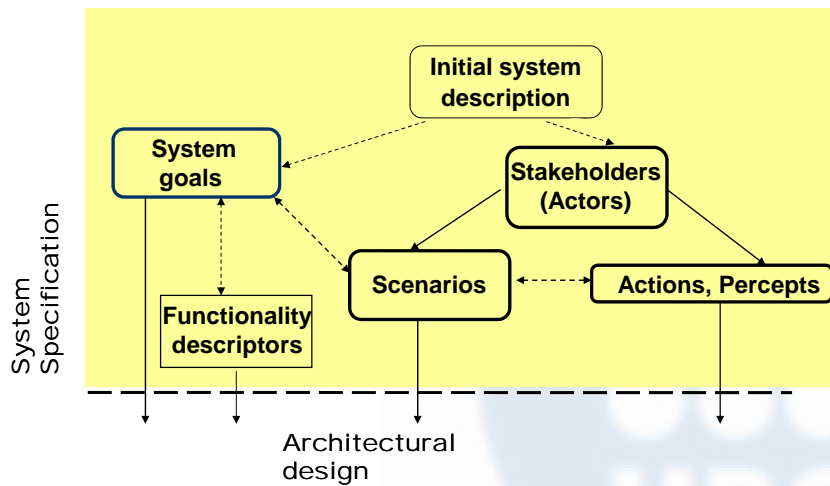 Initial system
description
System
goals
Stakeholders
(Actors)
Scenarios
Actions, Percepts
Functionality
descriptors
System
Specification
Architectural
design